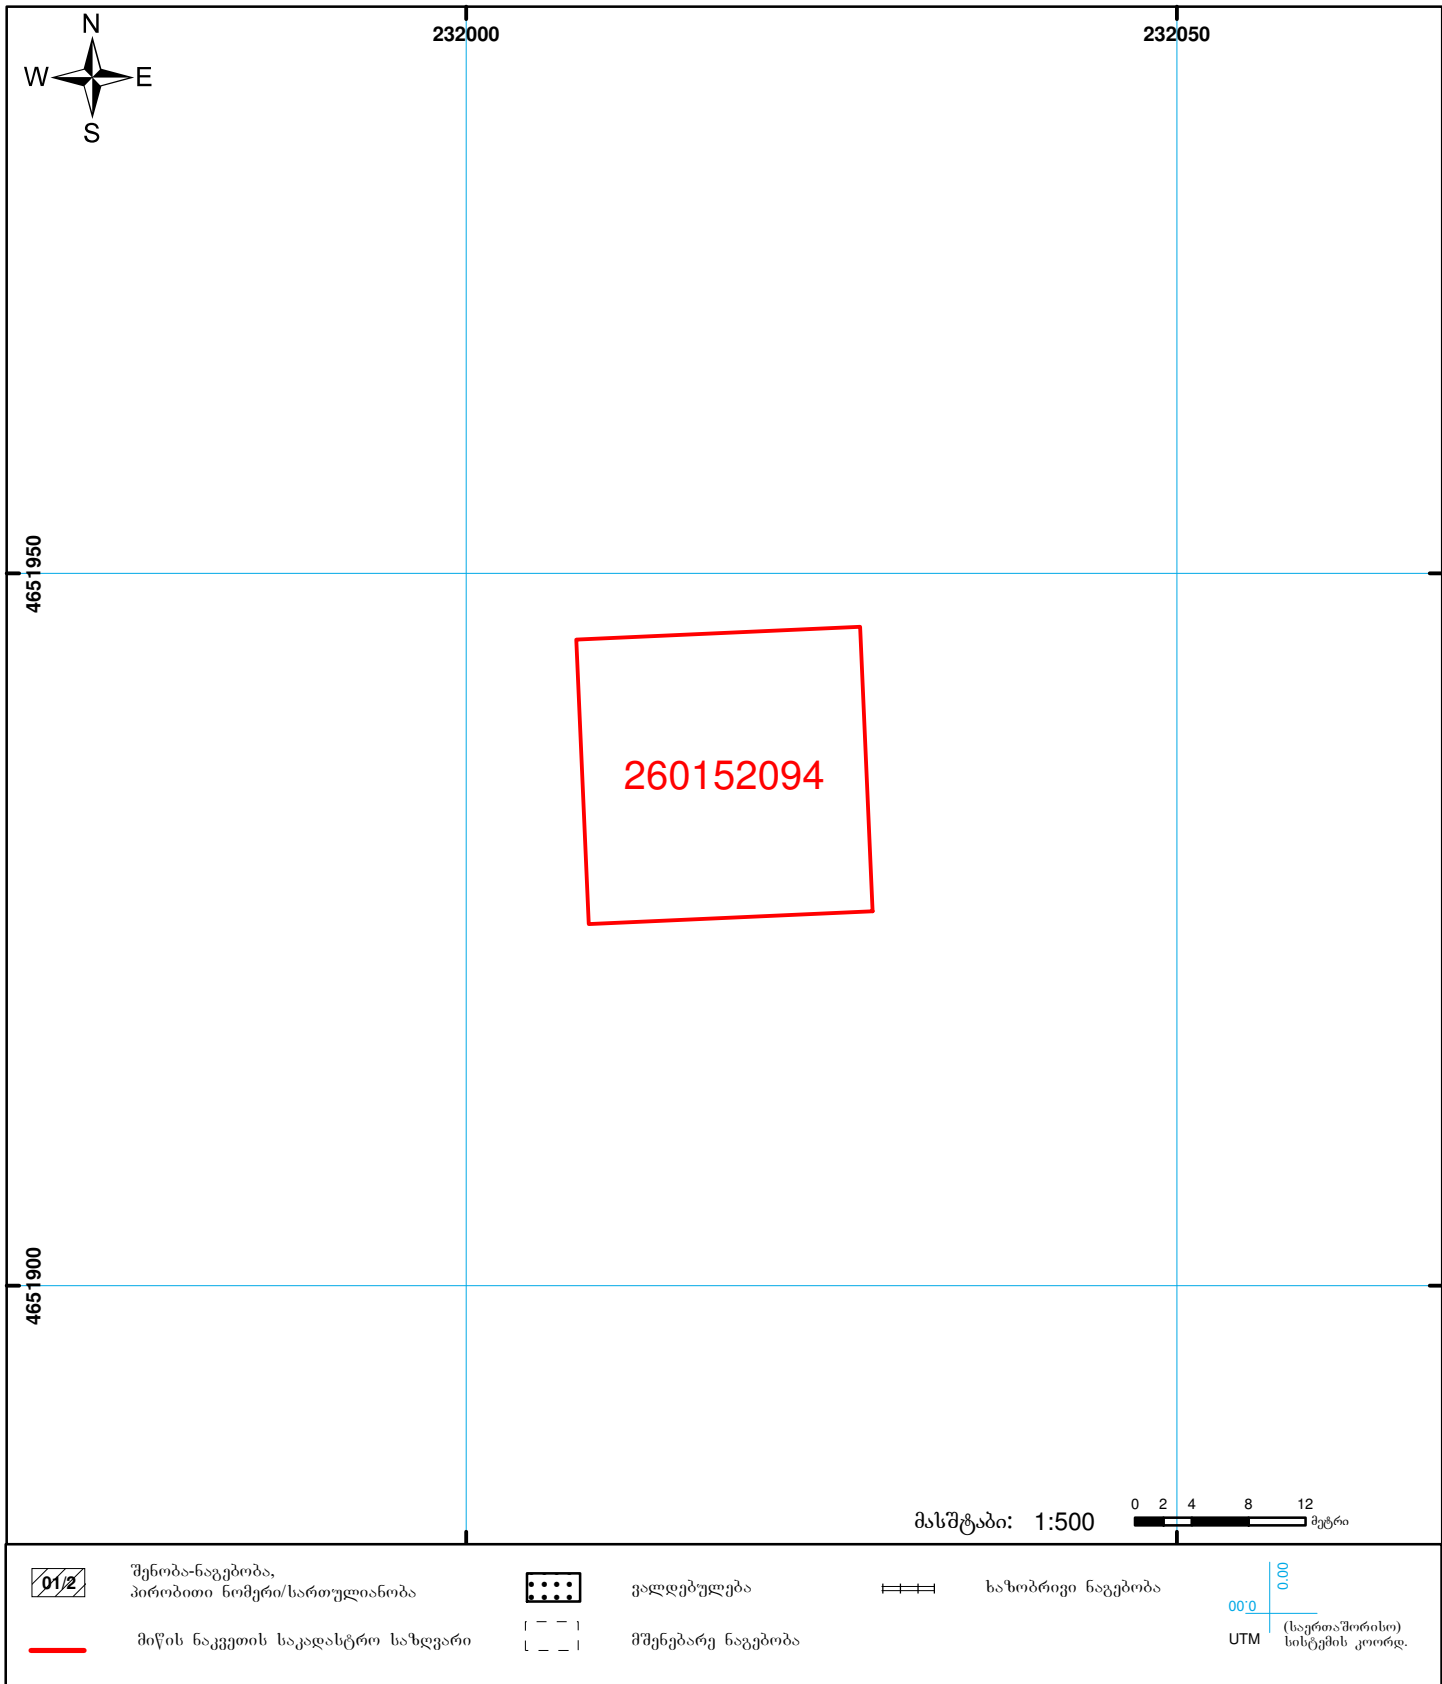 N
W E
S
232000 232050
4651950
260152094
4651900
მასშტაბი: 1:500
0 2 4 8 12
მეტრი
01/2
შენობა-ნაგებობა,
პირობითი ნომერი/სართულიანობა
ვალდებულება
ხაზობრივი ნაგებობა
მიწის ნაკვეთის საკადასტრო საზღვარი
მშენებარე ნაგებობა
0.00
0.00
UTM
(საერთაშორისო)
სისტემის კოორდ.